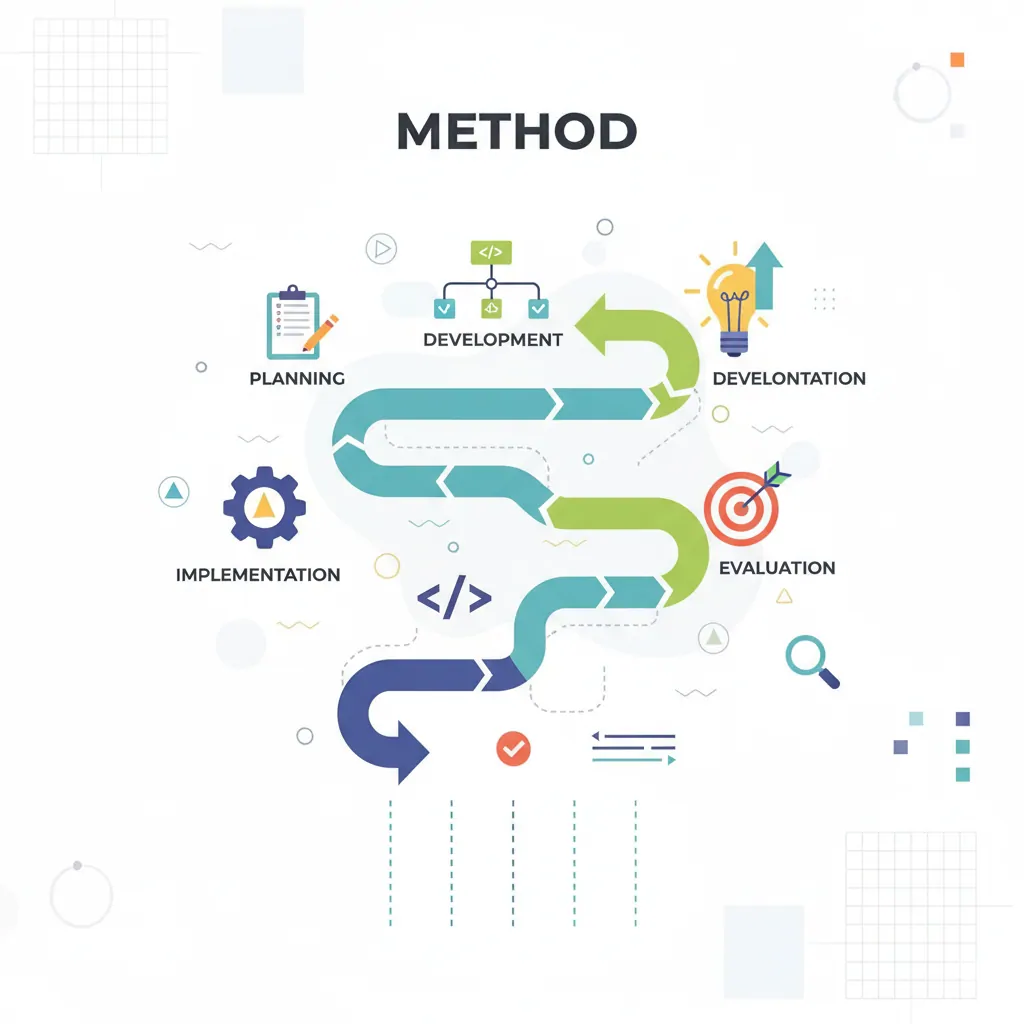 METHOD
</>
DEVELOPMENT
PLANNING
DEVELONTATION
IMPLEMENTATION
EVALUATION
</>